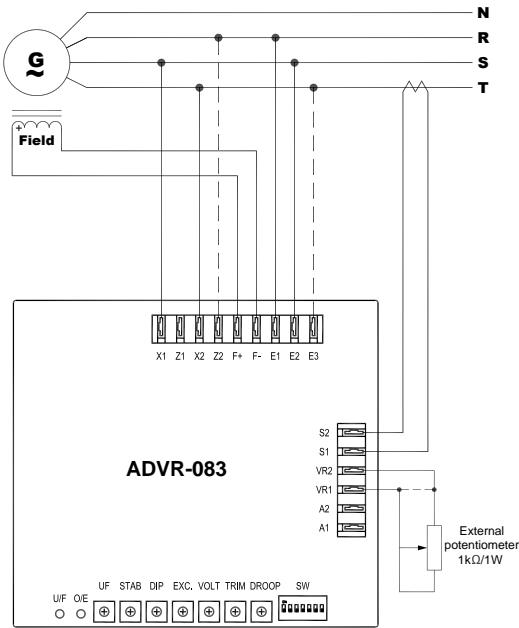 N
R
G
S
~
T
+
Field
X1 Z1 X2 Z2 F+ F- E1 E2 E3
S2
S1
ADVR-083
VR2
VR1
A2
A1
External
potentiometer
1kΩ/1W
UF STAB DIP EXC. VOLT TRIM DROOP SW
U/F O/E